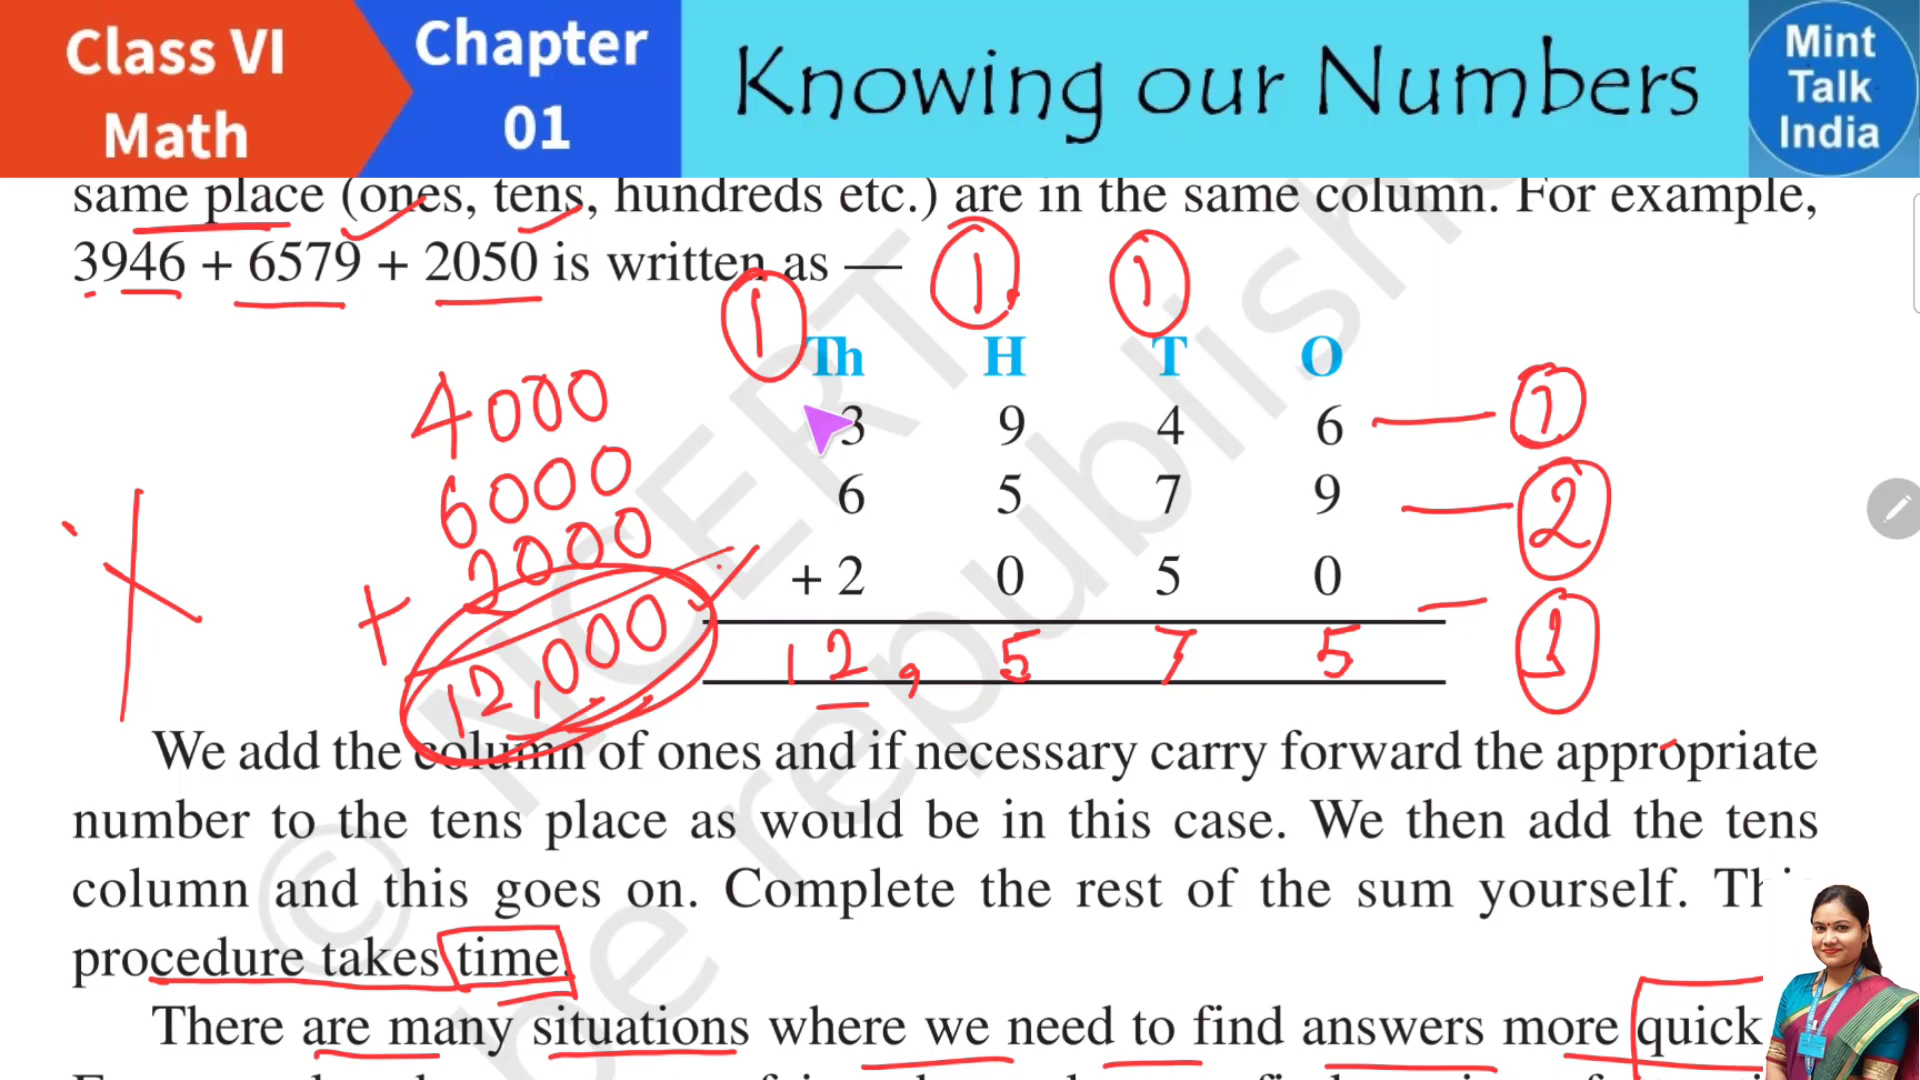 Class VI
Math
Chapter
01
Knowing our Numbers
Mint
Talk
India
same place (ones, tens, hundreds etc.) are in the same column. For example,
3946 + 6579 + 2050 is written as —
1 1 1
Th H T O
3 9 4 6
6 5 7 9
+ 2 0 5 0
12, 5 7 5
1
2
3
4000
6000
+ 2000
12,000
We add the column of ones and if necessary carry forward the appropriate
number to the tens place as would be in this case. We then add the tens
column and this goes on. Complete the rest of the sum yourself.
procedure takes time.
There are many situations where we need to find answers more quick
© NCERT
be republished